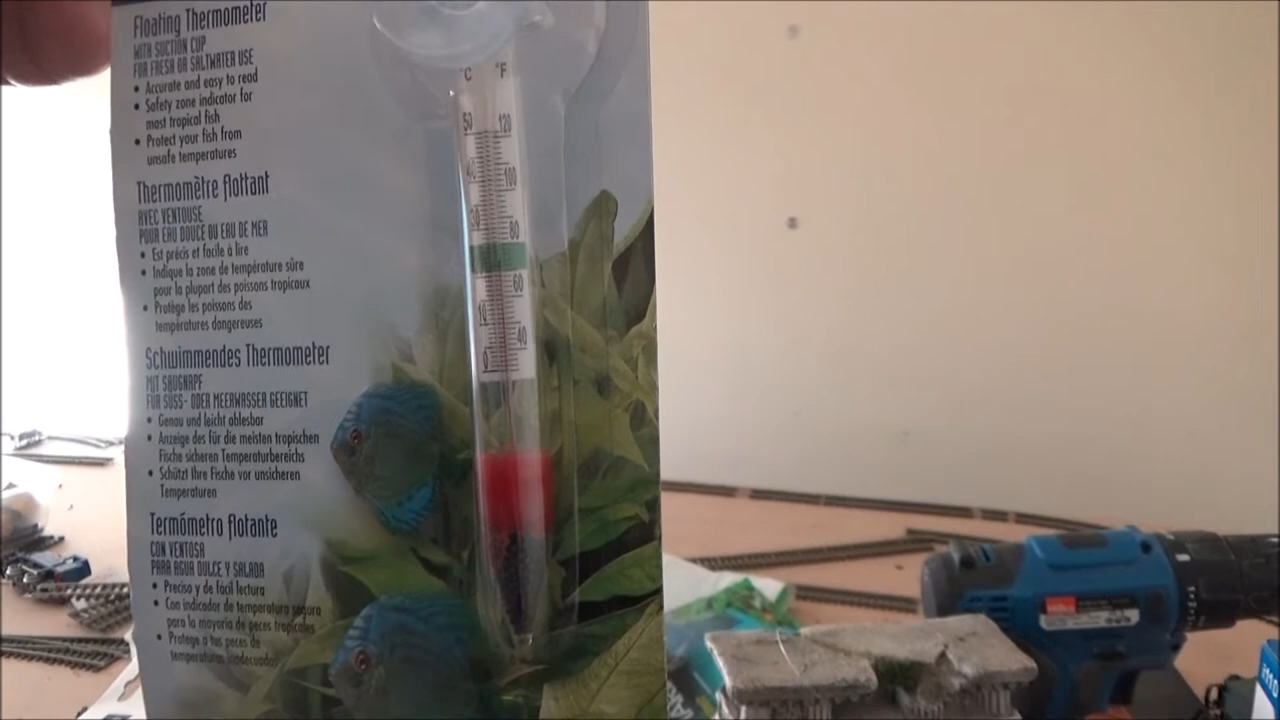 Floating Thermometer
WITH SUCTION CUP
FOR FRESH OR SALTWATER USE
• Accurate and easy to read
• Safety zone indicator for
most tropical fish
• Protect your fish from
unsafe temperatures
Thermomètre flottant
AVEC VENTOUSE
POUR EAU DOUCE OU EAU DE MER
• Est précis et facile à lire
• Indique la zone de température sûre
pour la plupart des poissons tropicaux
• Protège les poissons des
températures dangereuses
Schwimmendes Thermometer
MIT SAUGNAPF
FÜR SÜSS- ODER MEERWASSER GEEIGNET
• Genau und leicht ablesbar
• Anzeige des für die meisten tropischen
Fische sicheren Temperaturbereichs
• Schützt Ihre Fische vor unsicheren
Temperaturen
Termómetro flotante
CON VENTOSA
PARA AGUA DULCE Y SALADA
• Preciso y de fácil lectura
• Con indicador de temperatura segura
para la mayoría de peces tropicales
• Protege a tus peces de
temperaturas inadecuadas
°C °F
50 120
40 100
30 80
60
10 40
0